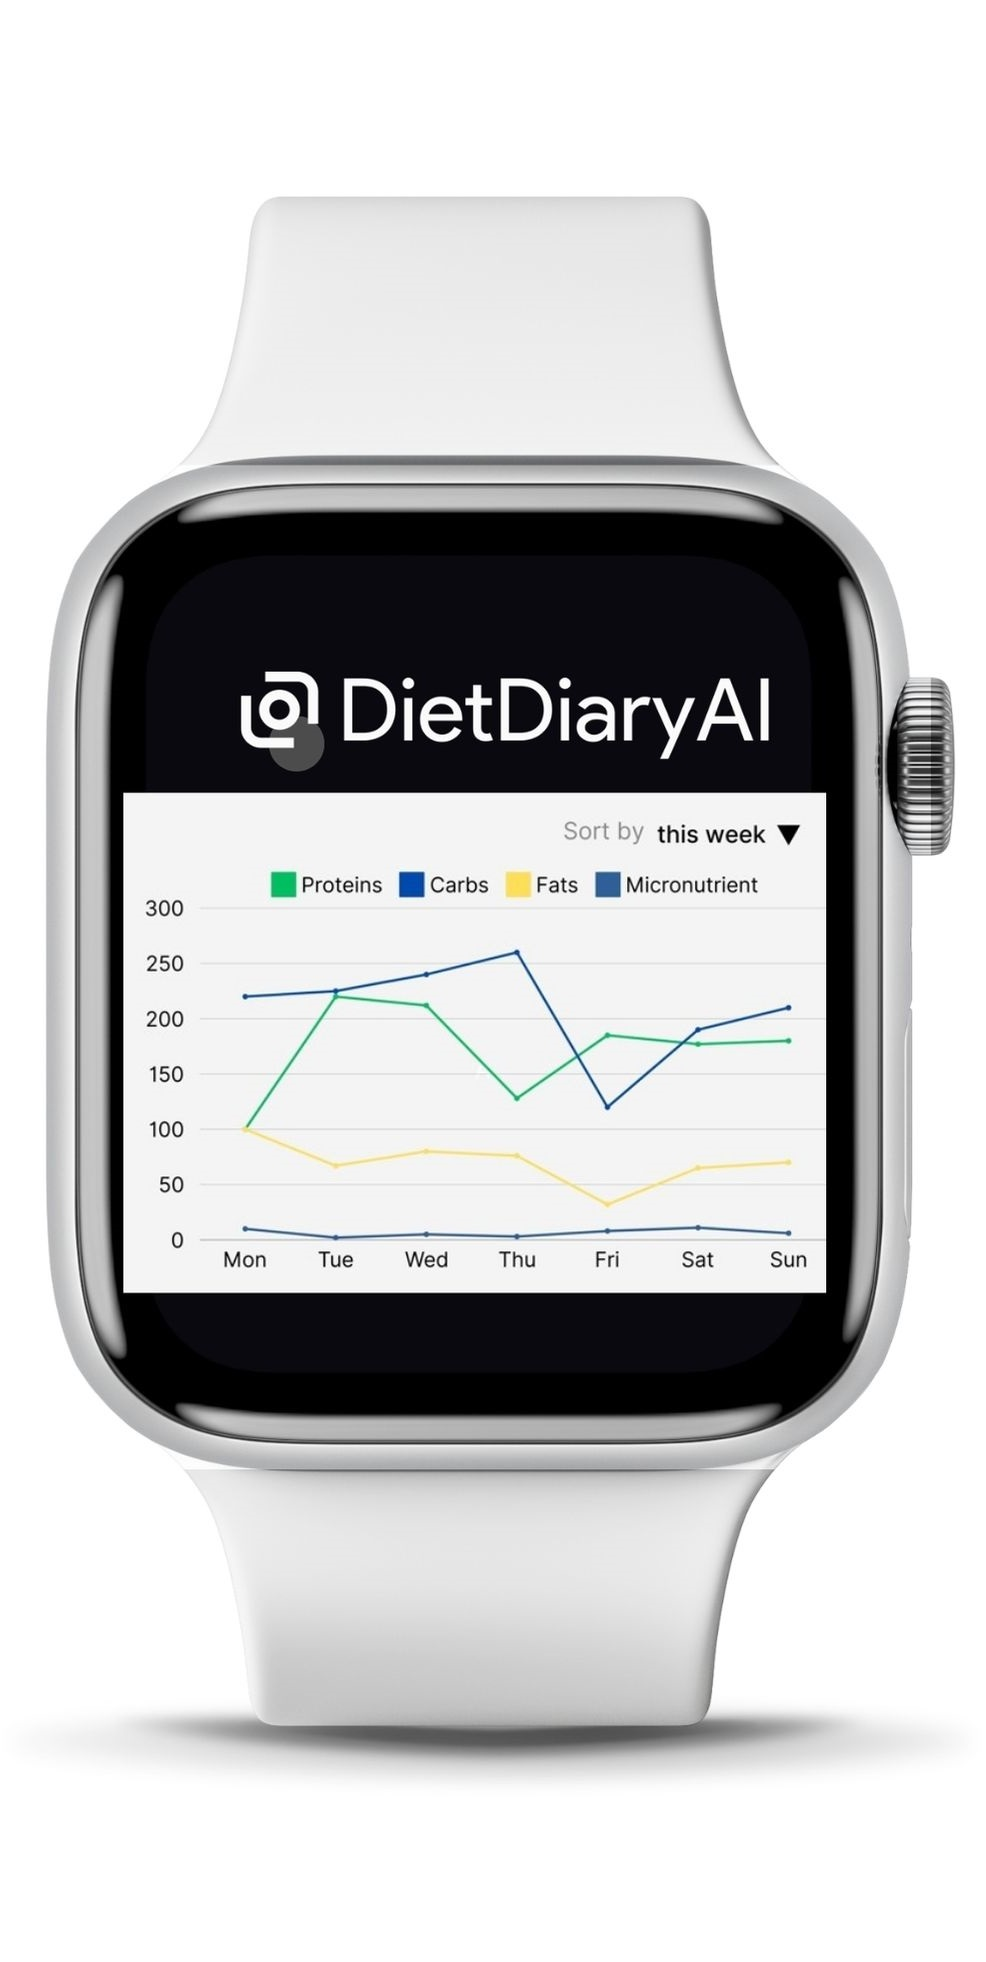 DietDiaryAI
Sort by this week ▼
Proteins Carbs Fats Micronutrient
300
250
200
150
100
50
0
Mon Tue Wed Thu Fri Sat Sun